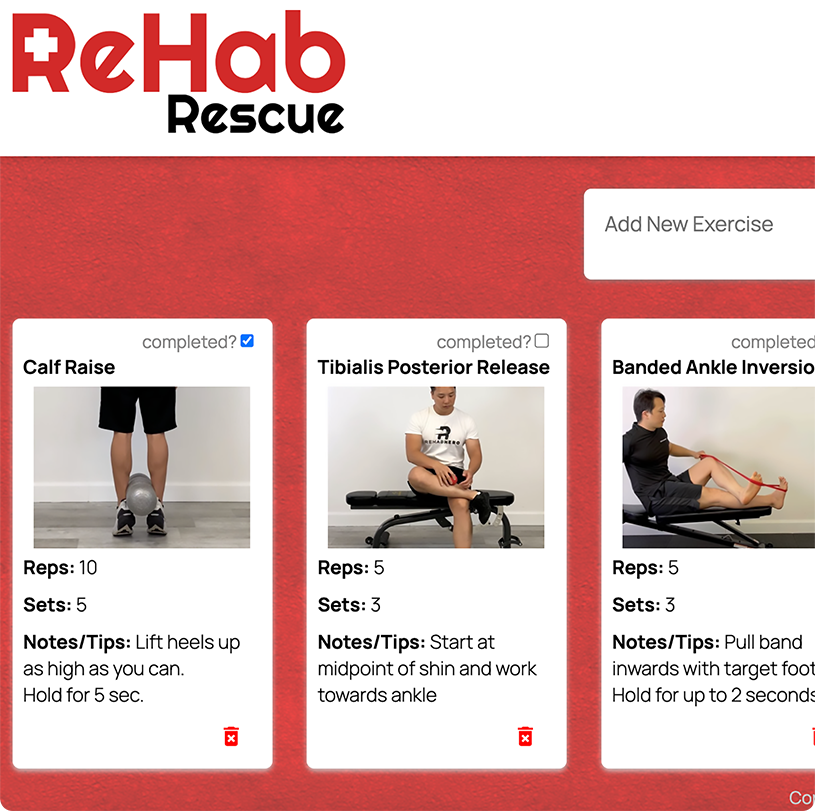 ReHab
Rescue
Add New Exercise
completed?
Calf Raise
Reps: 10
Sets: 5
Notes/Tips: Lift heels up
as high as you can.
Hold for 5 sec.
completed?
Tibialis Posterior Release
Reps: 5
Sets: 3
Notes/Tips: Start at
midpoint of shin and work
towards ankle
completed
Banded Ankle Inversio
Reps: 5
Sets: 3
Notes/Tips: Pull band
inwards with target foot
Hold for up to 2 seconds